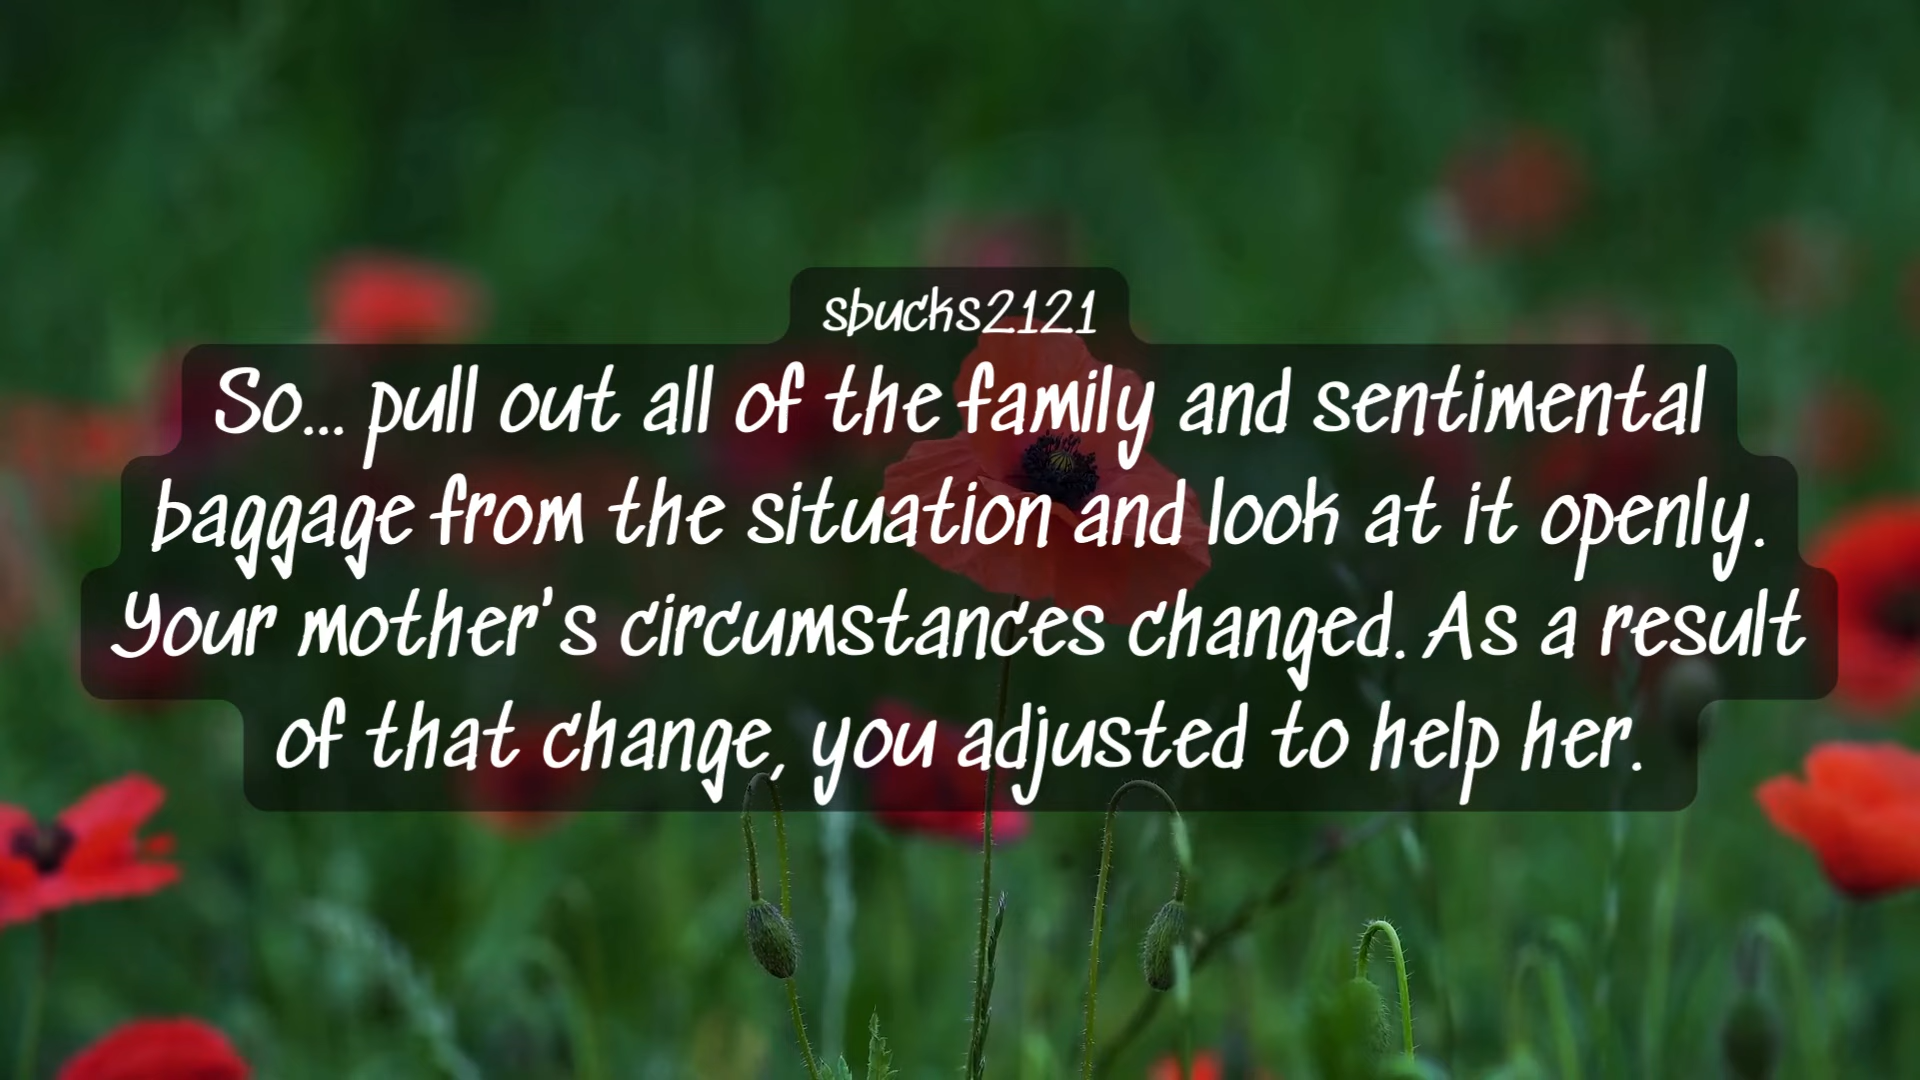 sbucks2121
So... pull out all of the family and sentimental
baggage from the situation and look at it openly.
Your mother's circumstances changed. As a result
of that change, you adjusted to help her.